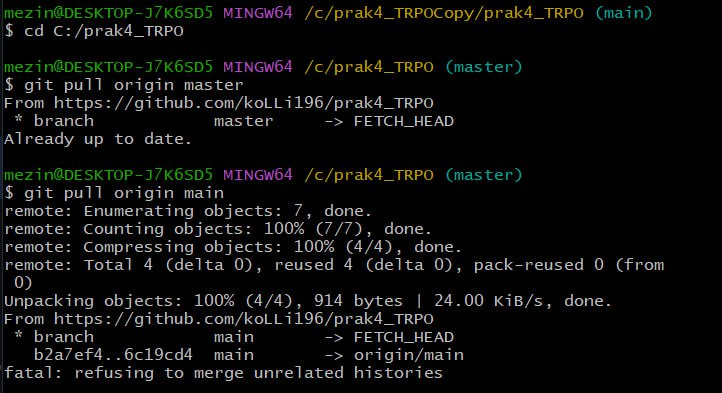 mezin@DESKTOP-J7K6SD5 MINGW64 /c/prak4_TRPOCopy/prak4_TRPO (main)
$ cd C:/prak4_TRPO
mezin@DESKTOP-J7K6SD5 MINGW64 /c/prak4_TRPO (master)
$ git pull origin master
From https://github.com/koLLi196/prak4_TRPO
 * branch            master     -> FETCH_HEAD
Already up to date.
mezin@DESKTOP-J7K6SD5 MINGW64 /c/prak4_TRPO (master)
$ git pull origin main
remote: Enumerating objects: 7, done.
remote: Counting objects: 100% (7/7), done.
remote: Compressing objects: 100% (4/4), done.
remote: Total 4 (delta 0), reused 4 (delta 0), pack-reused 0 (from
 0)
Unpacking objects: 100% (4/4), 914 bytes | 24.00 KiB/s, done.
From https://github.com/koLLi196/prak4_TRPO
 * branch            main       -> FETCH_HEAD
   b2a7ef4..6c19cd4  main       -> origin/main
fatal: refusing to merge unrelated histories